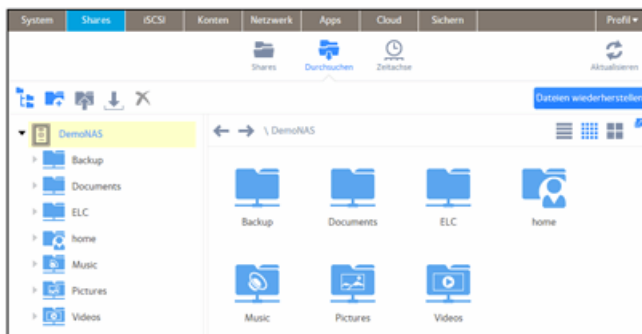 System Shares iSCSI Konten Netzwerk Apps Cloud Sichern Profil
Shares Durchsuchen Zeitachse Aktualisieren
Dateien wiederherstellen
DemoNAS
\ DemoNAS
Backup
Documents
ELC
home
Music
Pictures
Videos
Backup Documents ELC home
Music Pictures Videos